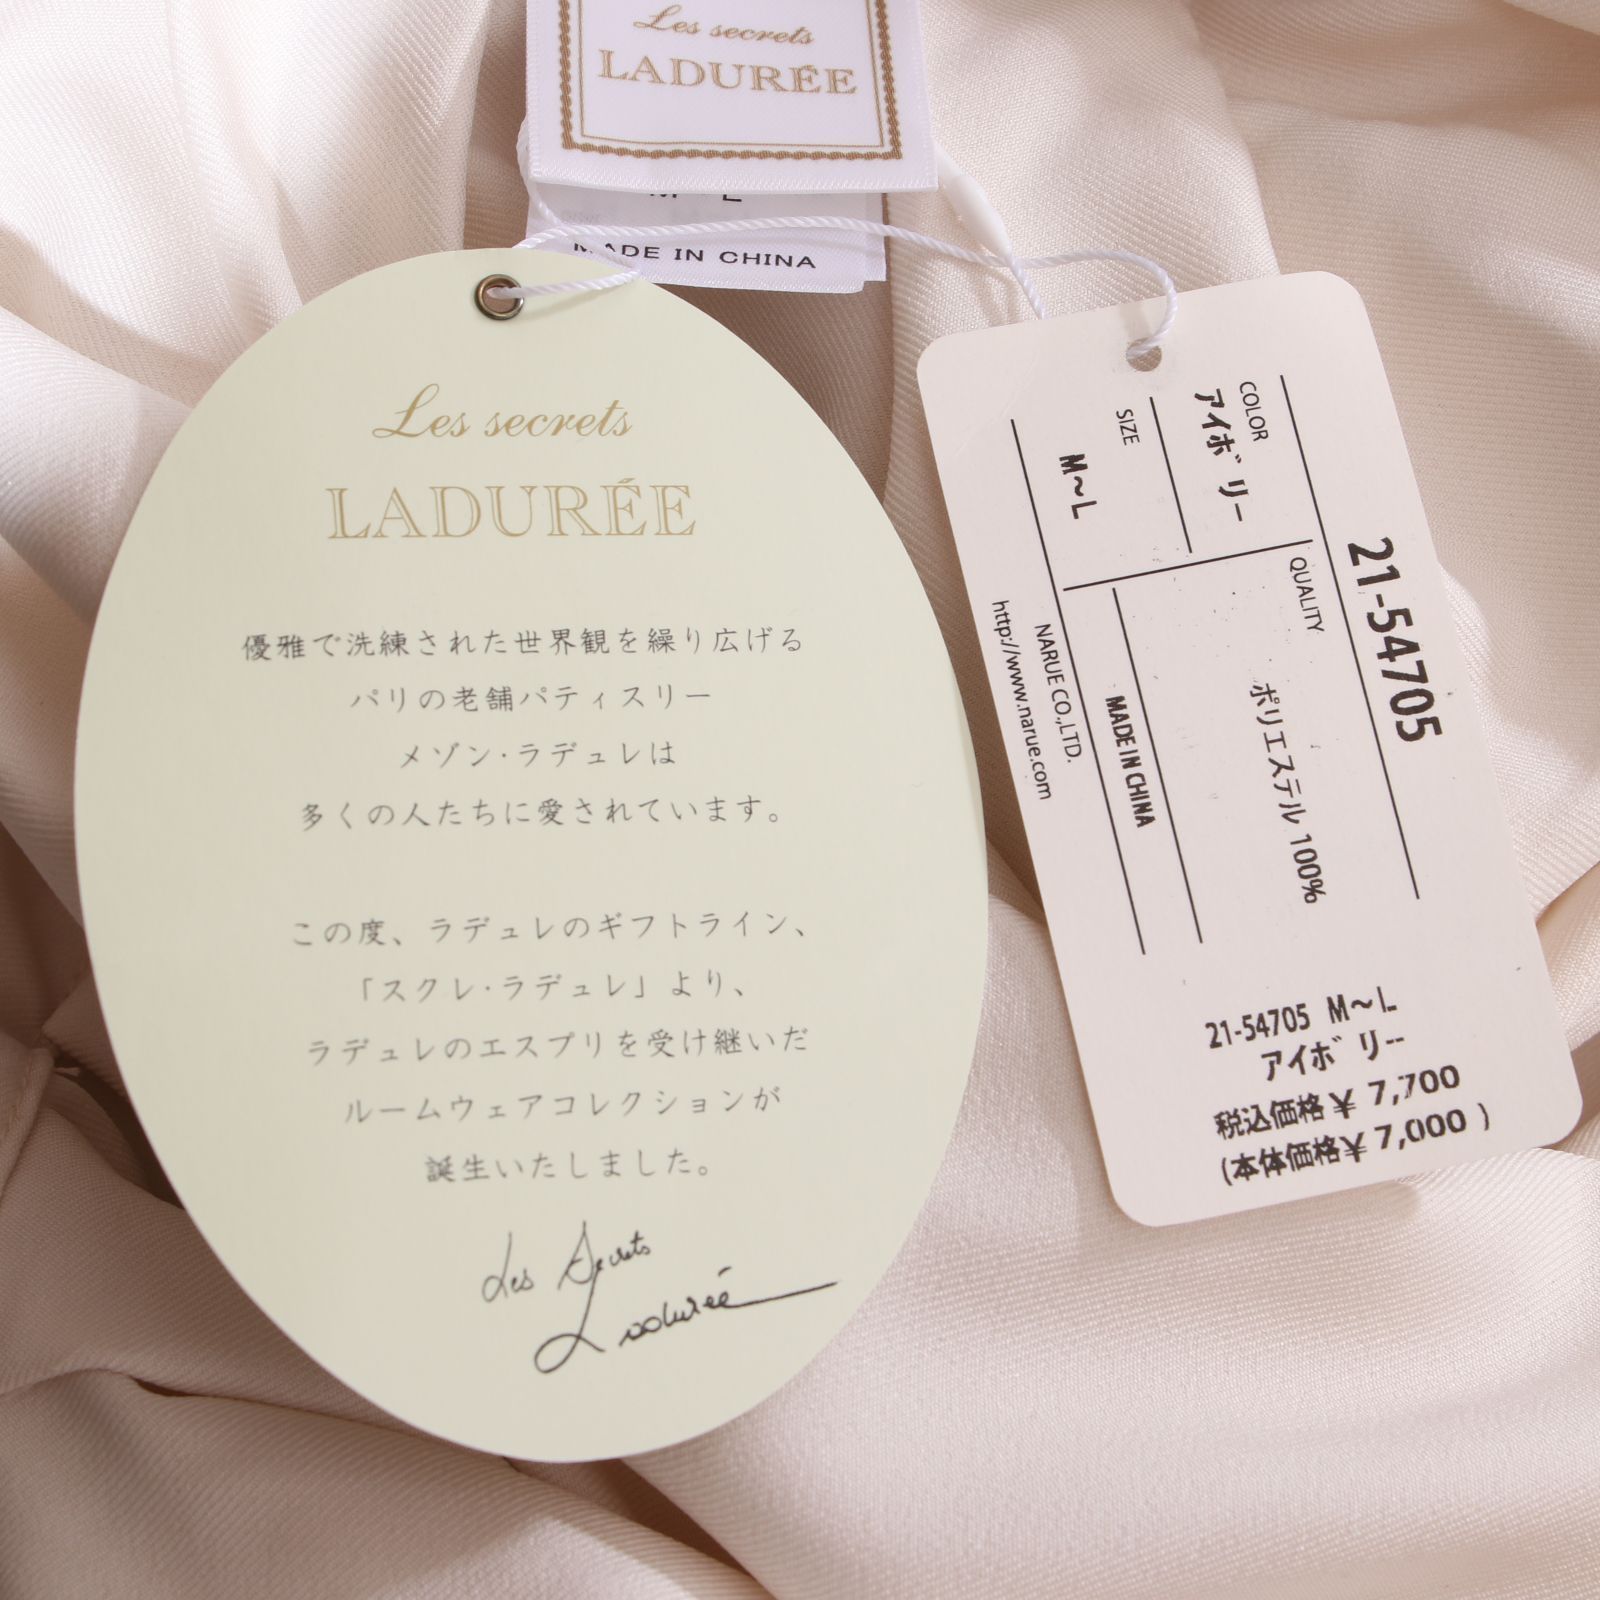 Les secrets
LADURÉE
M L
MADE IN CHINA
Les secrets
LADURÉE
優雅で洗練された世界観を繰り広げる
パリの老舗パティスリー
メゾン・ラデュレは
多くの人たちに愛されています。
この度、ラデュレのギフトライン、
「スクレ・ラデュレ」より、
ラデュレのエスプリを受け継いだ
ルームウェアコレクションが
誕生いたしました。
Les Secrets
Ladurée
21-54705
COLOR
アイボリー
QUALITY
ポリエステル 100%
SIZE
M～L
MADE IN CHINA
NARUE CO.,LTD.
http://www.narue.com
21-54705 M～L
アイボリー
税込価格￥ 7,700
(本体価格￥ 7,000 )